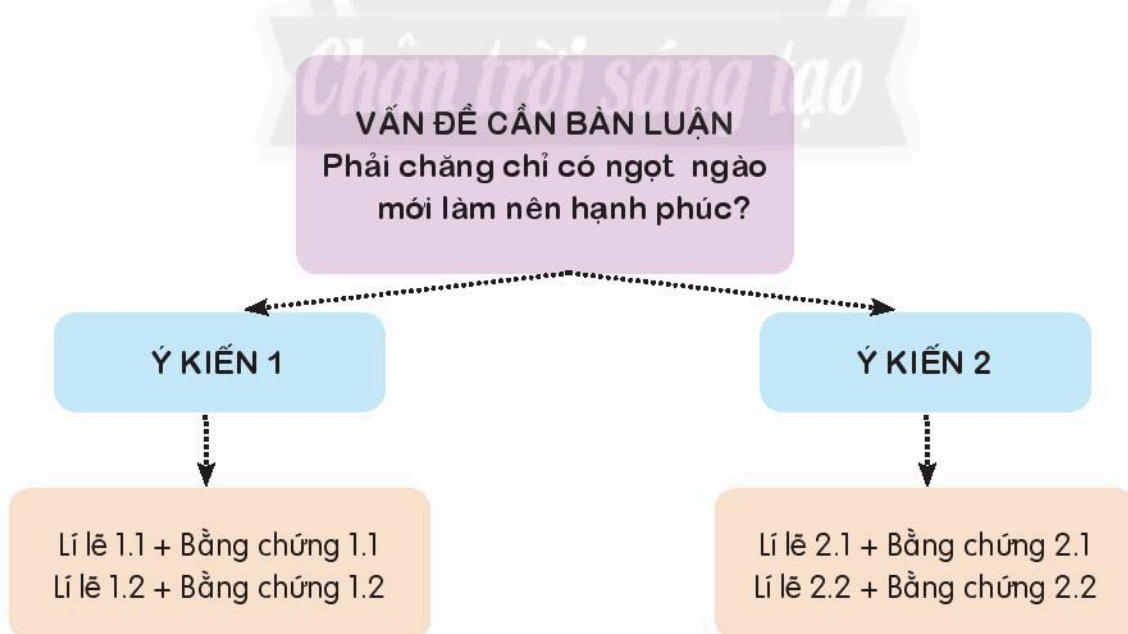 Chân trời sáng tạo
VẤN ĐỀ CẦN BÀN LUẬN
Phải chăng chỉ có ngọt ngào
mới làm nên hạnh phúc?
Ý KIẾN 1
Ý KIẾN 2
Lí lẽ 1.1 + Bằng chứng 1.1
Lí lẽ 1.2 + Bằng chứng 1.2
Lí lẽ 2.1 + Bằng chứng 2.1
Lí lẽ 2.2 + Bằng chứng 2.2